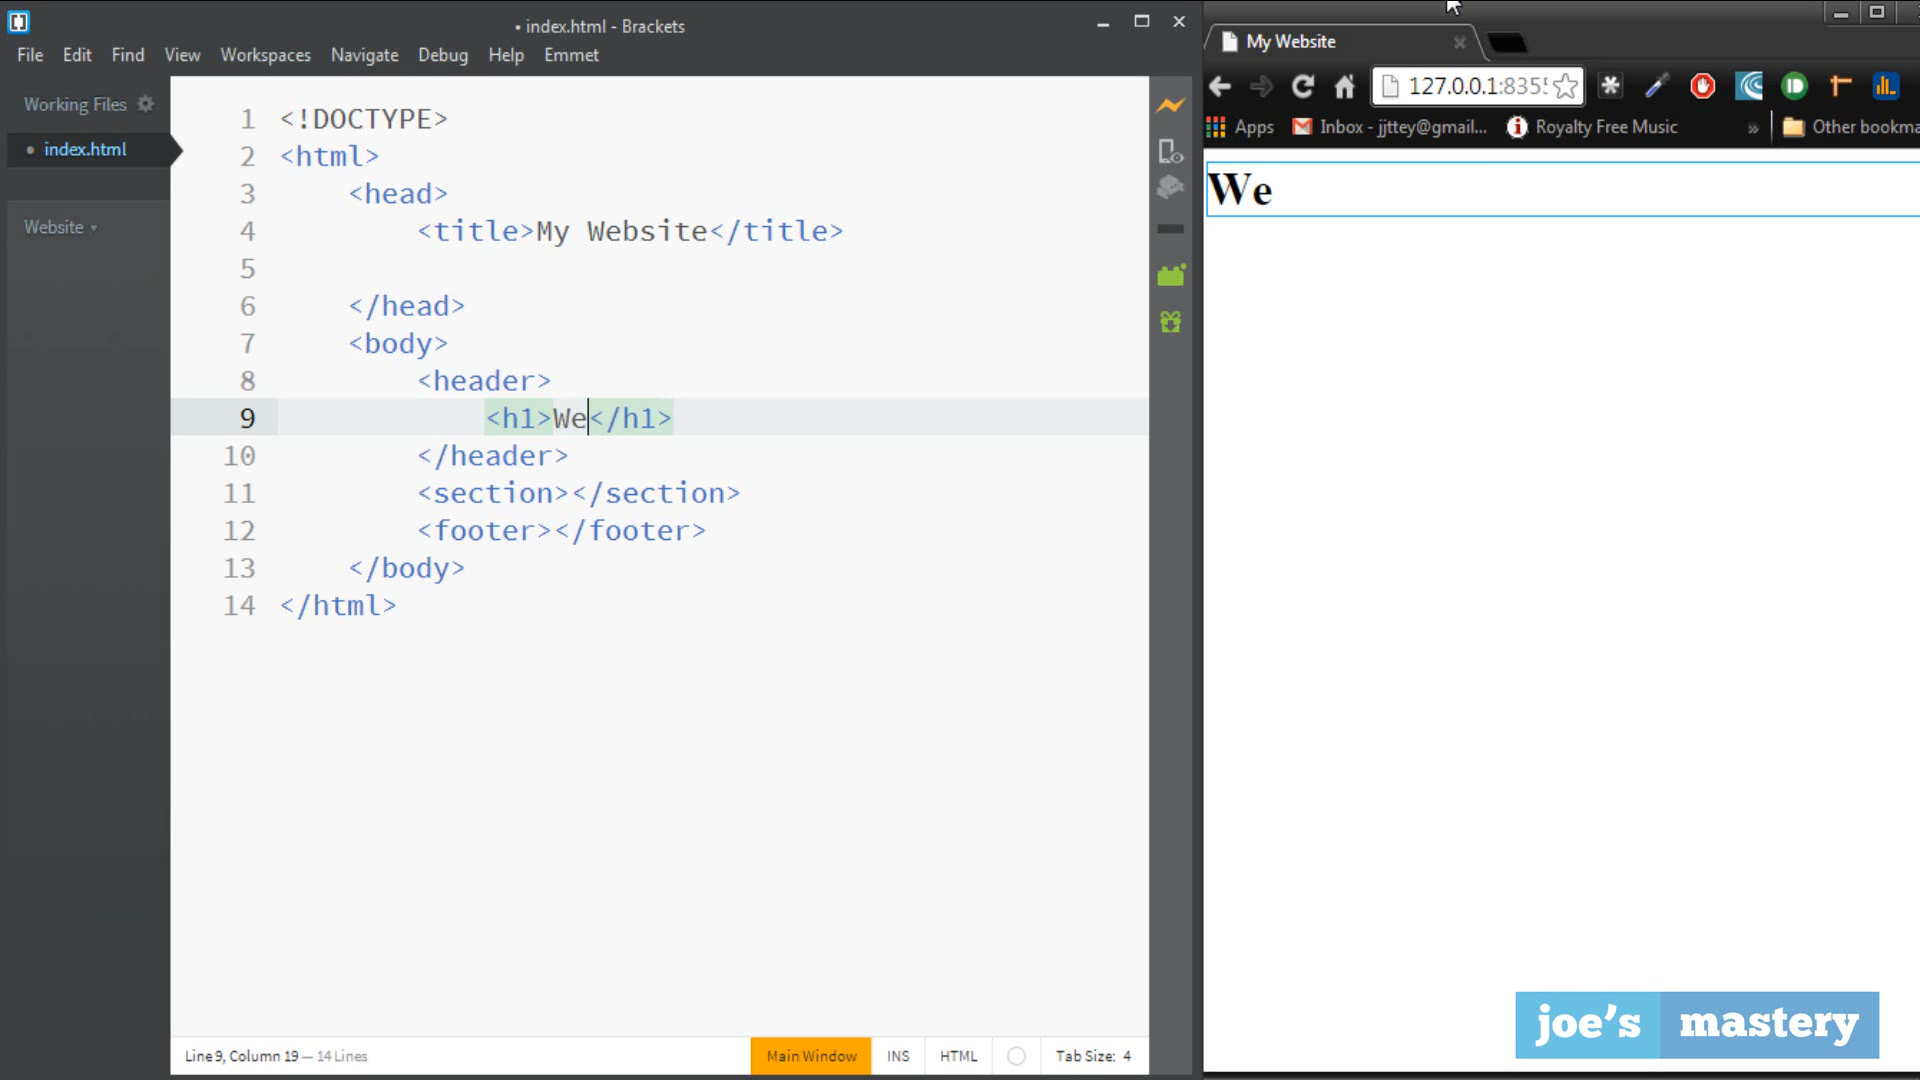 • index.html - Brackets
File Edit Find View Workspaces Navigate Debug Help Emmet
Working Files
• index.html
Website
1 <!DOCTYPE>
2 <html>
3 <head>
4 <title>My Website</title>
5
6 </head>
7 <body>
8 <header>
9 <h1>We</h1>
10 </header>
11 <section></section>
12 <footer></footer>
13 </body>
14 </html>
Line 9, Column 19 — 14 Lines
Main Window INS HTML Tab Size: 4
My Website
127.0.0.1:835
Apps Inbox - jjttey@gmail... Royalty Free Music » Other bookma
We
joe's mastery